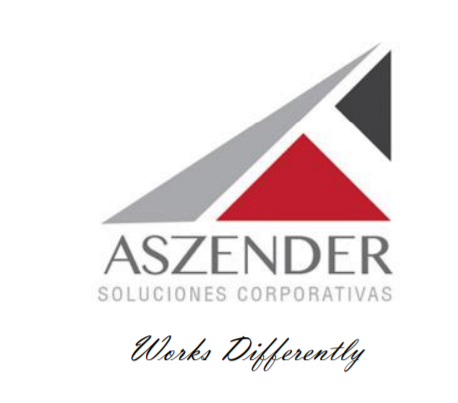 ASZENDER
SOLUCIONES CORPORATIVAS
Works Differently